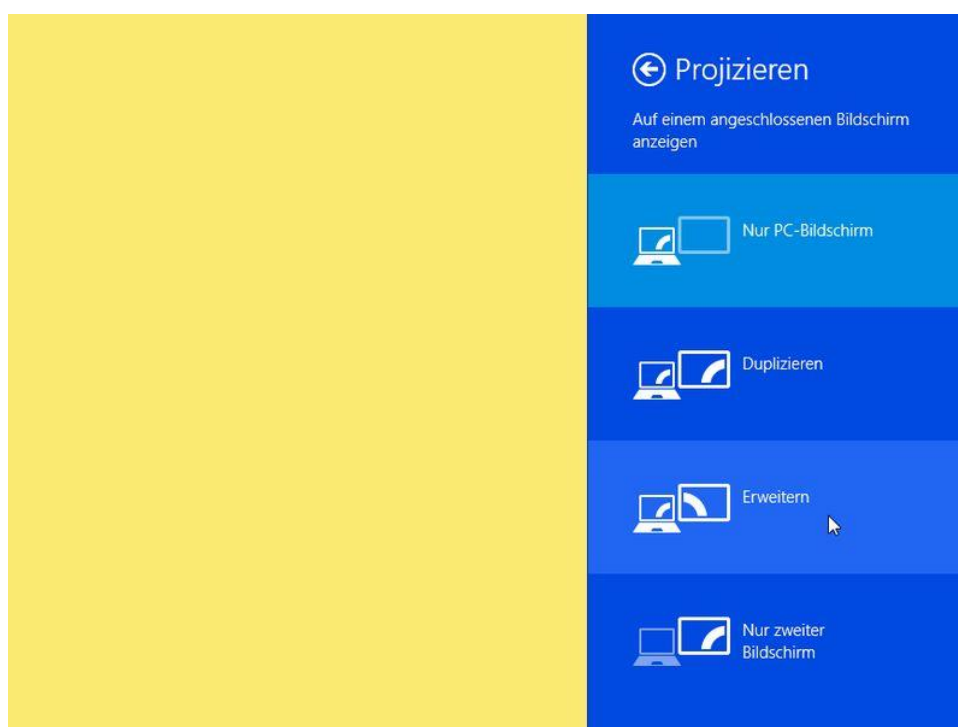 Projizieren
Auf einem angeschlossenen Bildschirm
anzeigen
Nur PC-Bildschirm
Duplizieren
Erweitern
Nur zweiter
Bildschirm